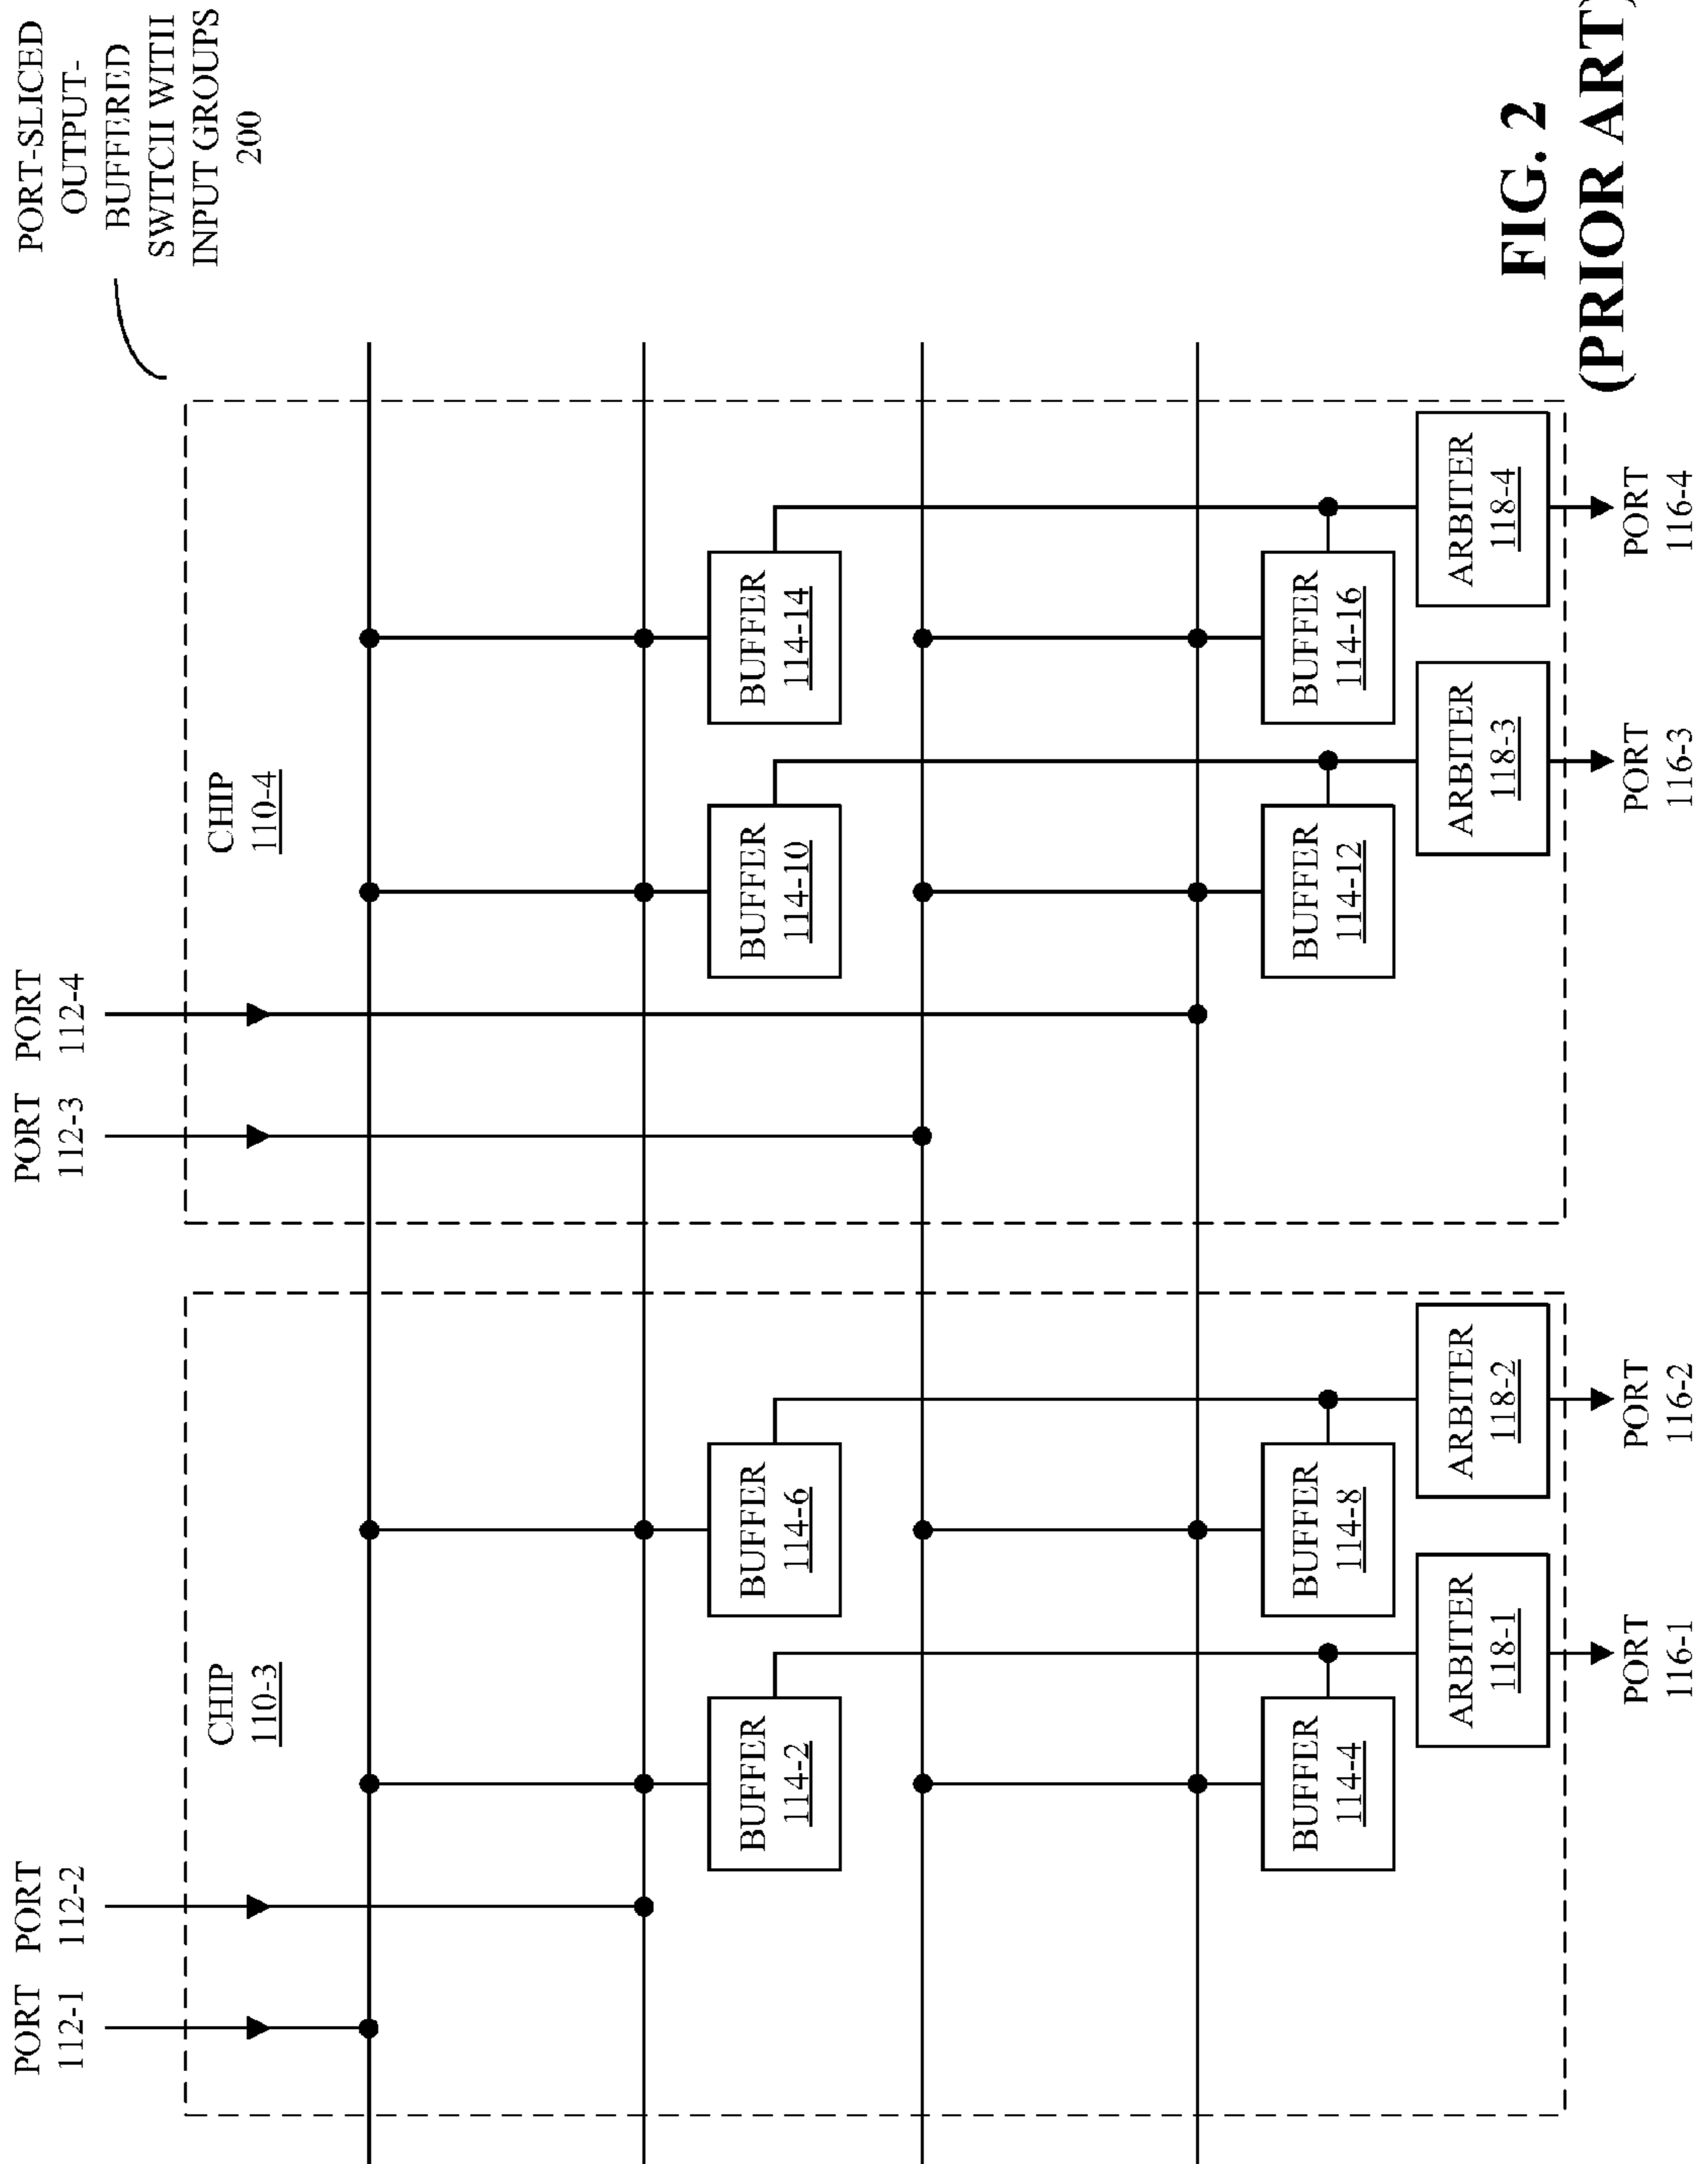 PORT
112-1
PORT
112-2
PORT
112-3
PORT
112-4
PORT-SLICED
OUTPUT-
BUFFERED
SWITCH WITH
INPUT GROUPS
200
CHIP
110-3
CHIP
110-4
BUFFER
114-2
BUFFER
114-6
BUFFER
114-10
BUFFER
114-14
BUFFER
114-4
BUFFER
114-8
BUFFER
114-12
BUFFER
114-16
ARBITER
118-1
ARBITER
118-2
ARBITER
118-3
ARBITER
118-4
PORT
116-1
PORT
116-2
PORT
116-3
PORT
116-4
FIG. 2
(PRIOR ART)